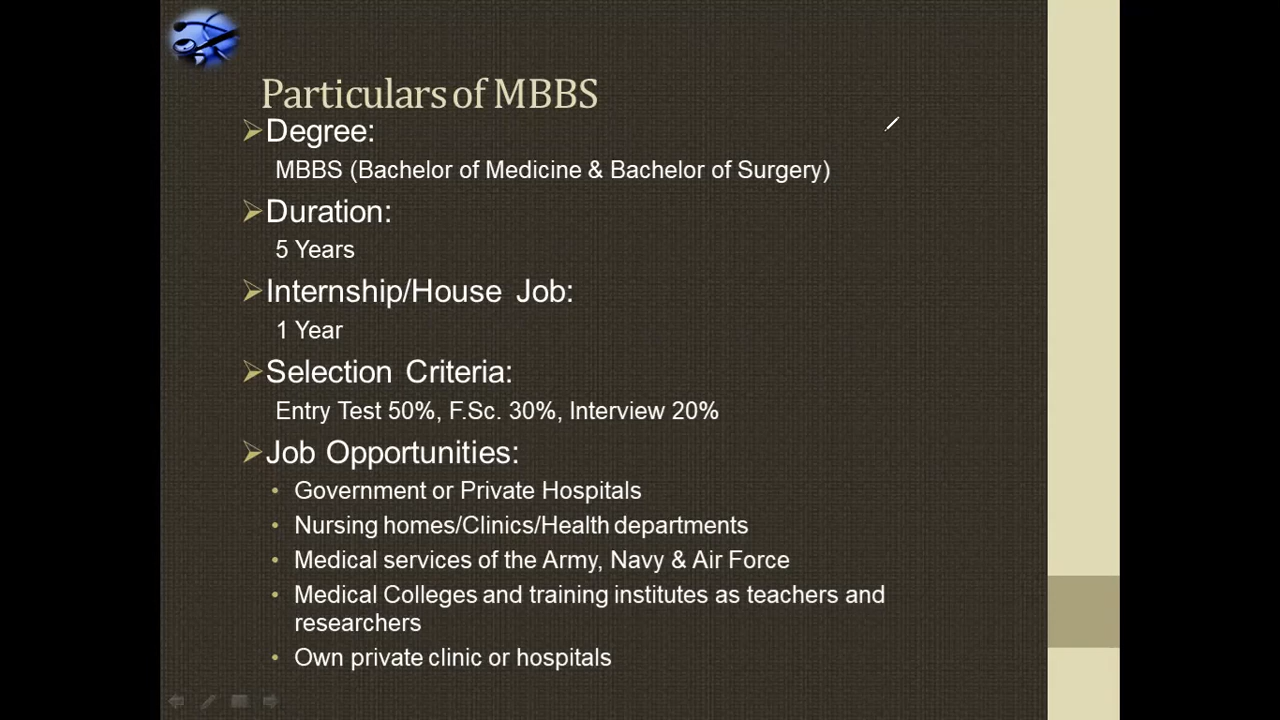 Particulars of MBBS
Degree:
MBBS (Bachelor of Medicine & Bachelor of Surgery)
Duration:
5 Years
Internship/House Job:
1 Year
Selection Criteria:
Entry Test 50%, F.Sc. 30%, Interview 20%
Job Opportunities:
• Government or Private Hospitals
• Nursing homes/Clinics/Health departments
• Medical services of the Army, Navy & Air Force
• Medical Colleges and training institutes as teachers and
researchers
• Own private clinic or hospitals